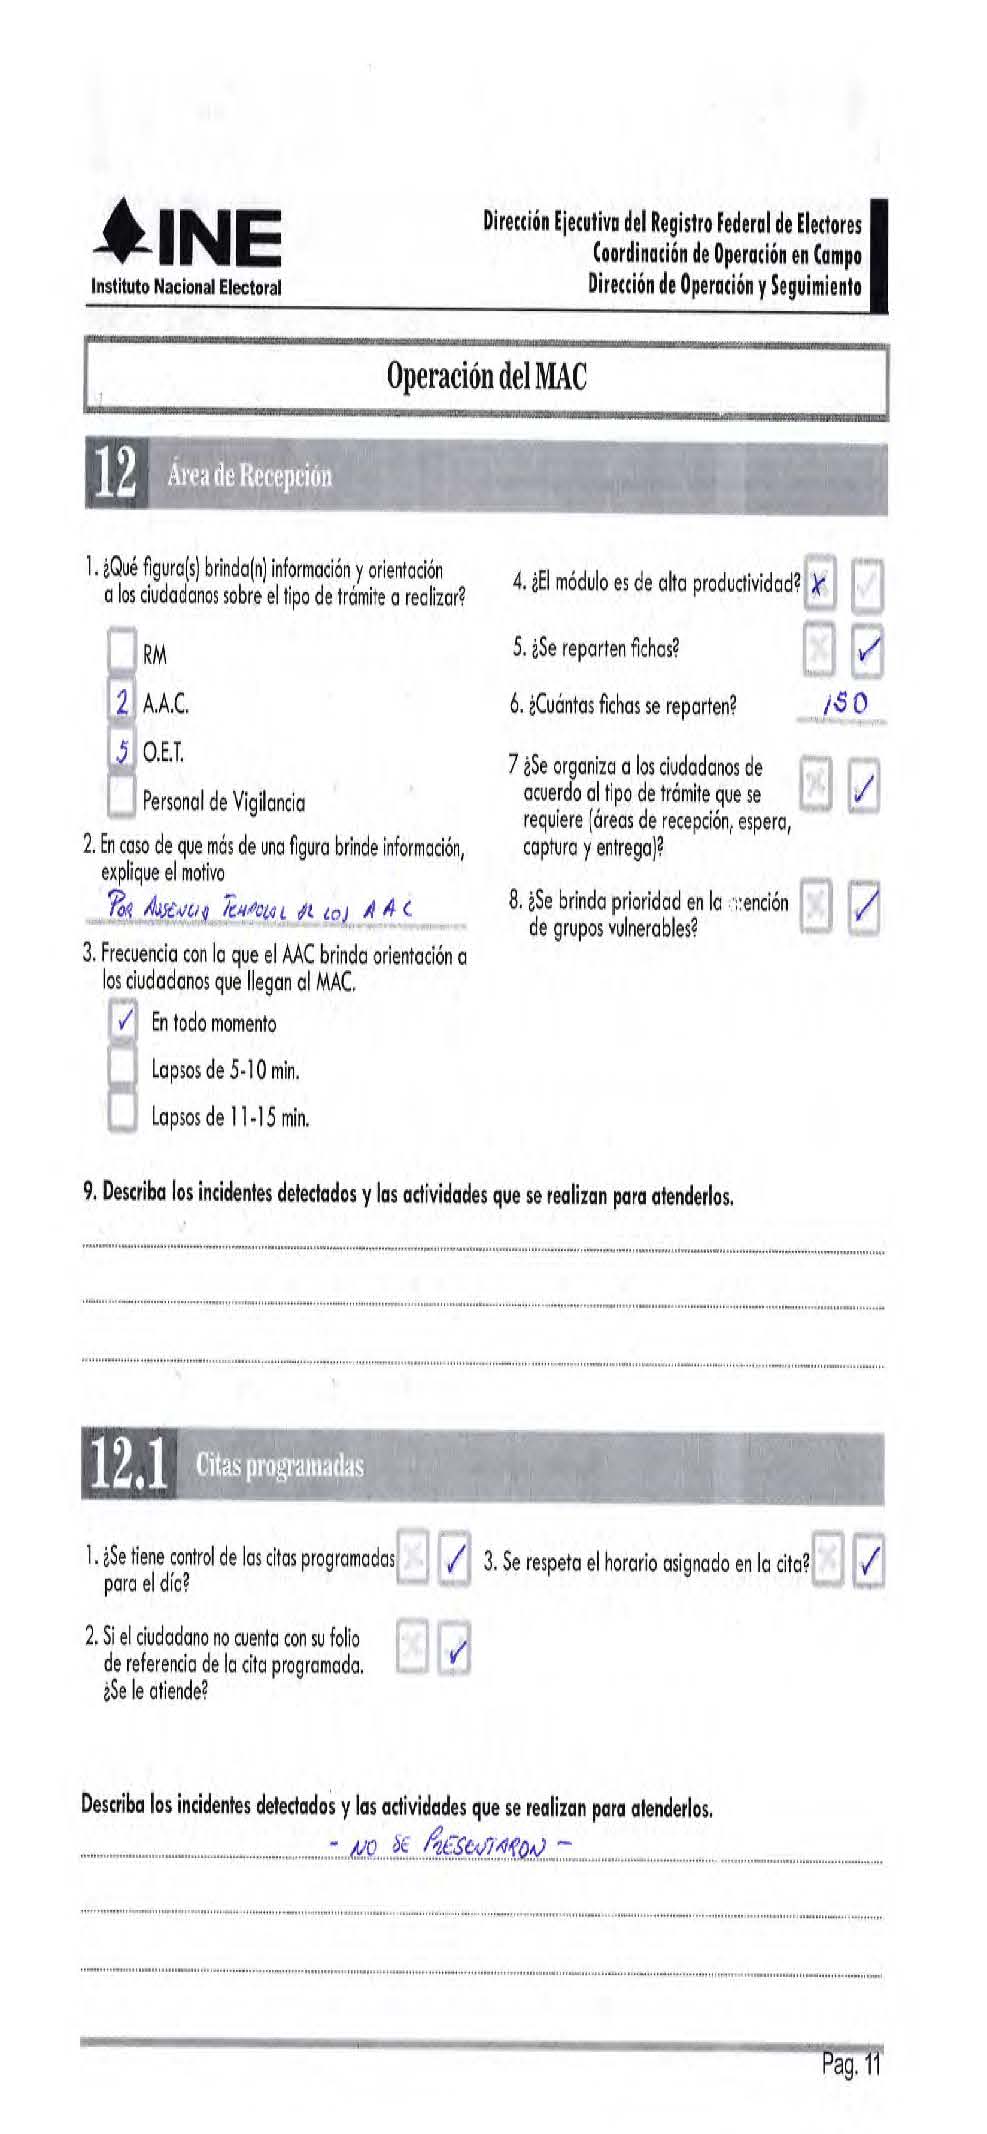 INE
Instituto Nacional Electoral
Dirección Ejecutiva del Registro Federal de Electores
Coordinación de Operación en Campo
Dirección de Operación y Seguimiento
Operación del MAC
12 Área de Recepción
1. ¿Qué figura(s) brinda(n) información y orientación
a los ciudadanos sobre el tipo de trámite a realizar?
RM
2 A.A.C.
5 O.E.T.
Personal de Vigilancia
2. En caso de que más de una figura brinde información,
explique el motivo
POR AUSENCIA TEMPORAL DE LOS AAC
3. Frecuencia con la que el AAC brinda orientación a
los ciudadanos que llegan al MAC.
✓ En todo momento
Lapsos de 5-10 min.
Lapsos de 11-15 min.
4. ¿El módulo es de alta productividad? x ✓
5. ¿Se reparten fichas? x ✓
6. ¿Cuántas fichas se reparten? 150
7 ¿Se organiza a los ciudadanos de
acuerdo al tipo de trámite que se
requiere (áreas de recepción, espera,
captura y entrega)? x ✓
8. ¿Se brinda prioridad en la atención
de grupos vulnerables? x ✓
9. Describa los incidentes detectados y las actividades que se realizan para atenderlos.
12.1 Citas programadas
1. ¿Se tiene control de las citas programadas x ✓
para el día?
2. Si el ciudadano no cuenta con su folio
de referencia de la cita programada. x ✓
¿Se le atiende?
3. Se respeta el horario asignado en la cita? x ✓
Describa los incidentes detectados y las actividades que se realizan para atenderlos.
- NO SE PRESENTARON -
Pag. 11